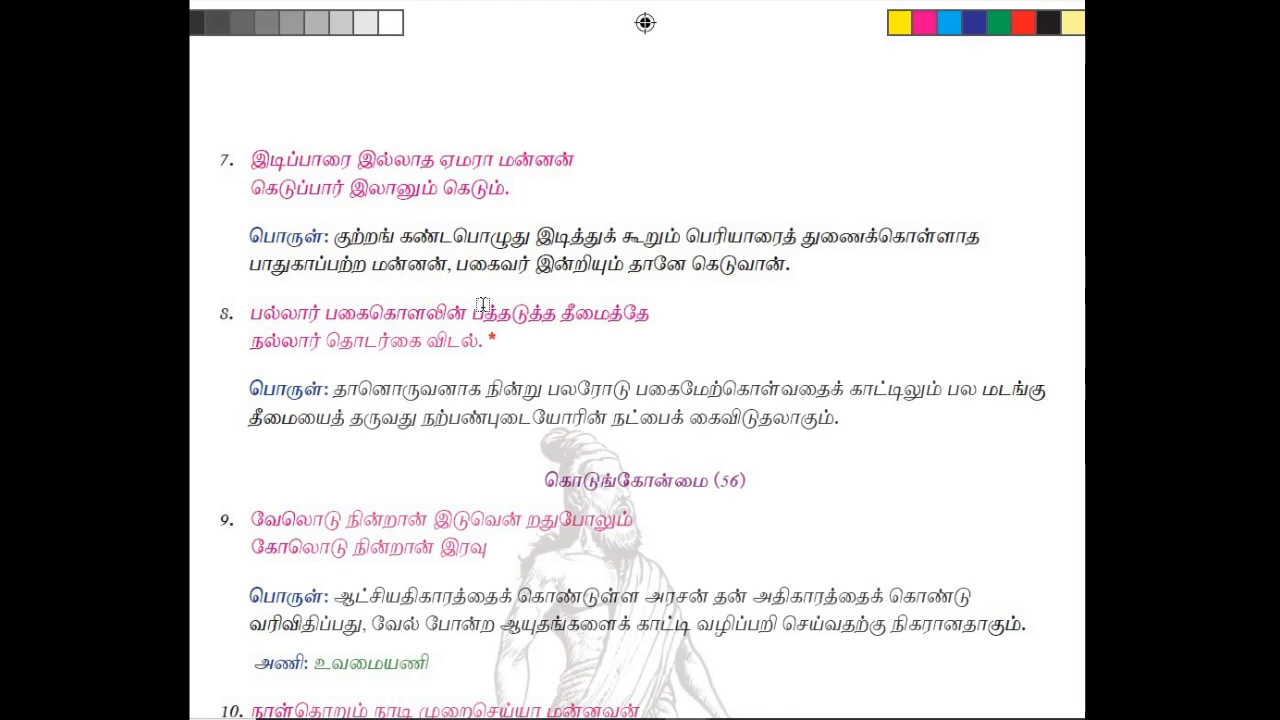 7. இடிப்பாரை இல்லாத ஏமரா மன்னன்
கெடுப்பார் இலானும் கெடும்.
பொருள்: குற்றங் கண்டபொழுது இடித்துக் கூறும் பெரியாரைத் துணைக்கொள்ளாத
பாதுகாப்பற்ற மன்னன், பகைவர் இன்றியும் தானே கெடுவான்.
8. பல்லார் பகைகொளலின் பத்தடுத்த தீமைத்தே
நல்லார் தொடர்கை விடல். *
பொருள்: தானொருவனாக நின்று பலரோடு பகைமேற்கொள்வதைக் காட்டிலும் பல மடங்கு
தீமையைத் தருவது நற்பண்புடையோரின் நட்பைக் கைவிடுதலாகும்.
கொடுங்கோன்மை (56)
9. வேலொடு நின்றான் இடுவென் றதுபோலும்
கோலொடு நின்றான் இரவு
பொருள்: ஆட்சியதிகாரத்தைக் கொண்டுள்ள அரசன் தன் அதிகாரத்தைக் கொண்டு
வரிவிதிப்பது, வேல் போன்ற ஆயுதங்களைக் காட்டி வழிப்பறி செய்வதற்கு நிகரானதாகும்.
அணி: உவமையணி
10. நாள்தொறும் நாடி முறைசெய்யா மன்னவன்